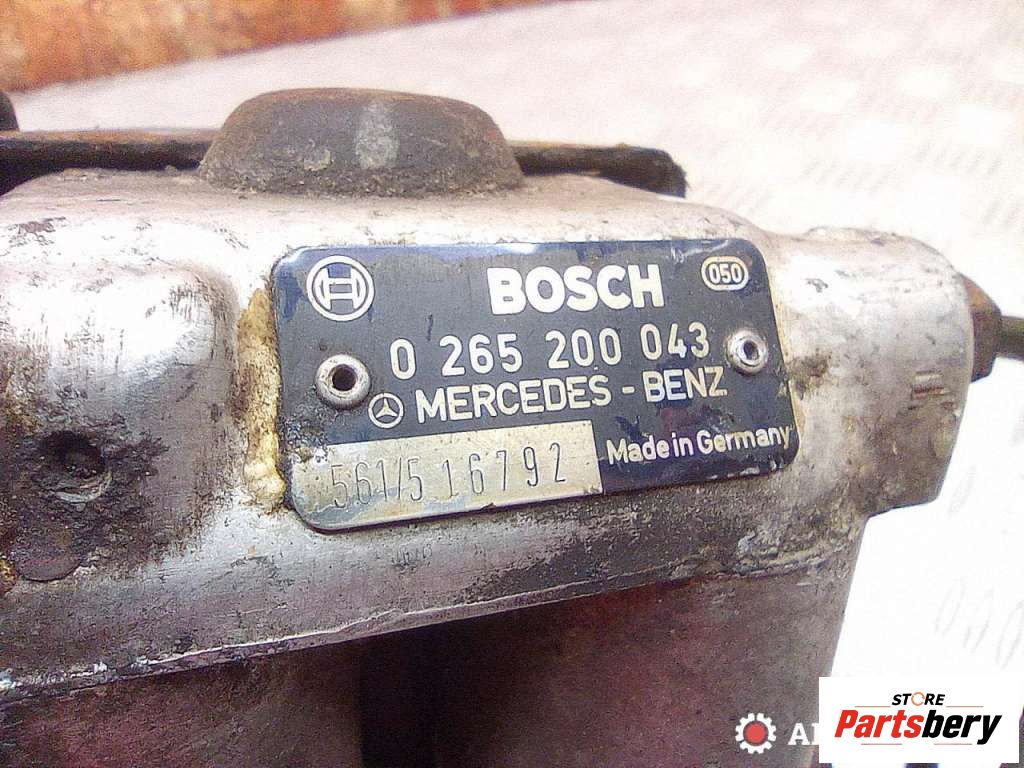 BOSCH
050
0 265 200 043
MERCEDES - BENZ
561/5 16792
Made in Germany
STORE
Partsbery